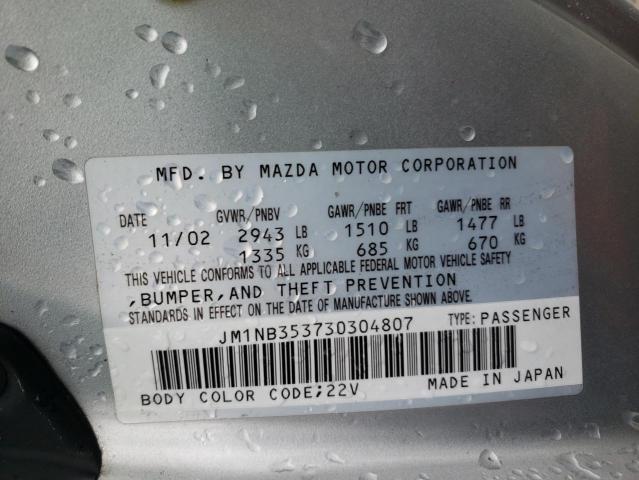 MFD. BY MAZDA MOTOR CORPORATION
DATE GVWR/PNBV GAWR/PNBE FRT GAWR/PNBE RR
11/02 2943 LB 1510 LB 1477 LB
1335 KG 685 KG 670 KG
THIS VEHICLE CONFORMS TO ALL APPLICABLE FEDERAL MOTOR VEHICLE SAFETY
,BUMPER,AND THEFT PREVENTION
STANDARDS IN EFFECT ON THE DATE OF MANUFACTURE SHOWN ABOVE.
JM1NB353730304807 TYPE: PASSENGER
BODY COLOR CODE;22V MADE IN JAPAN